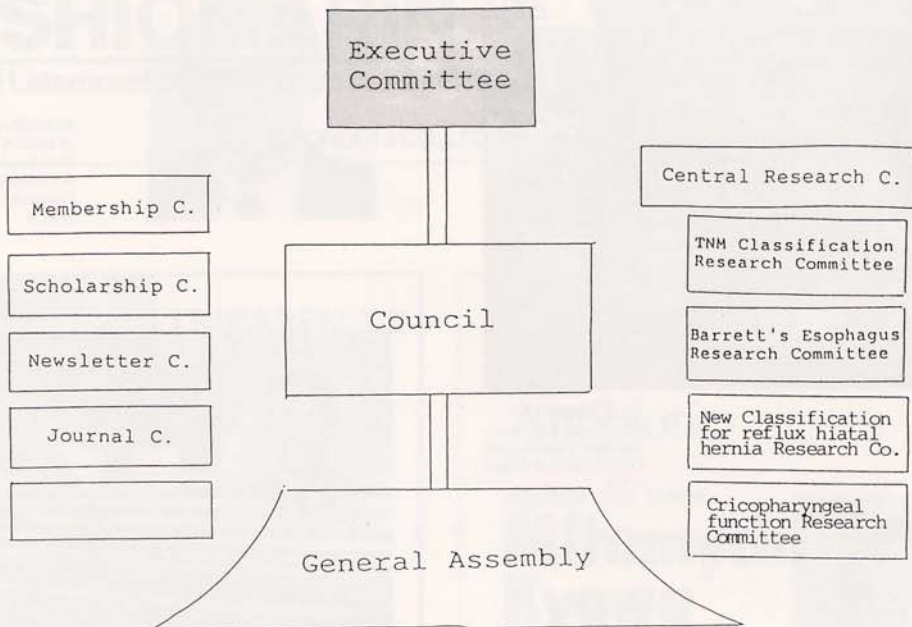 Executive
Committee
Membership C.
Scholarship C.
Newsletter C.
Journal C.
Council
General Assembly
Central Research C.
TNM Classification
Research Committee
Barrett's Esophagus
Research Committee
New Classification
for reflux hiatal
hernia Research Co.
Cricopharyngeal
function Research
Committee